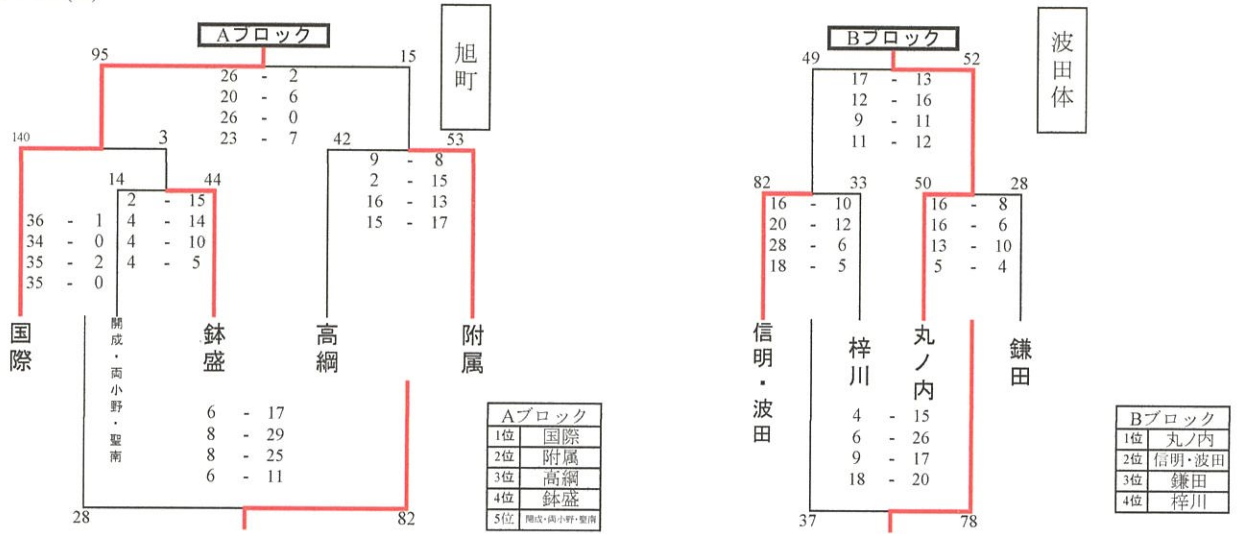 Aブロック
旭町
95
15
26 - 2
20 - 6
26 - 0
23 - 7
140
3
42
53
9 - 8
2 - 15
16 - 13
15 - 17
14
44
2 - 15
4 - 14
4 - 10
4 - 5
36 - 1
34 - 0
35 - 2
35 - 0
国際
開成・両小野・聖南
鉢盛
高綱
附属
6 - 17
8 - 29
8 - 25
6 - 11
28
82
Aブロック
1位 国際
2位 附属
3位 高綱
4位 鉢盛
5位 開成・両小野・聖南
Bブロック
波田体
49
52
17 - 13
12 - 16
9 - 11
11 - 12
82
33
50
28
16 - 10
20 - 12
28 - 6
18 - 5
16 - 8
16 - 6
13 - 10
5 - 4
信明・波田
梓川
丸ノ内
鎌田
4 - 15
6 - 26
9 - 17
18 - 20
37
78
Bブロック
1位 丸ノ内
2位 信明・波田
3位 鎌田
4位 梓川